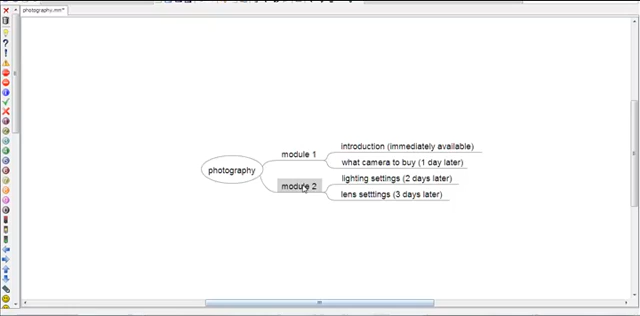 photography.mm*
introduction (immediately available)
module 1
what camera to buy (1 day later)
photography
lighting settings (2 days later)
module 2
lens setttings (3 days later)